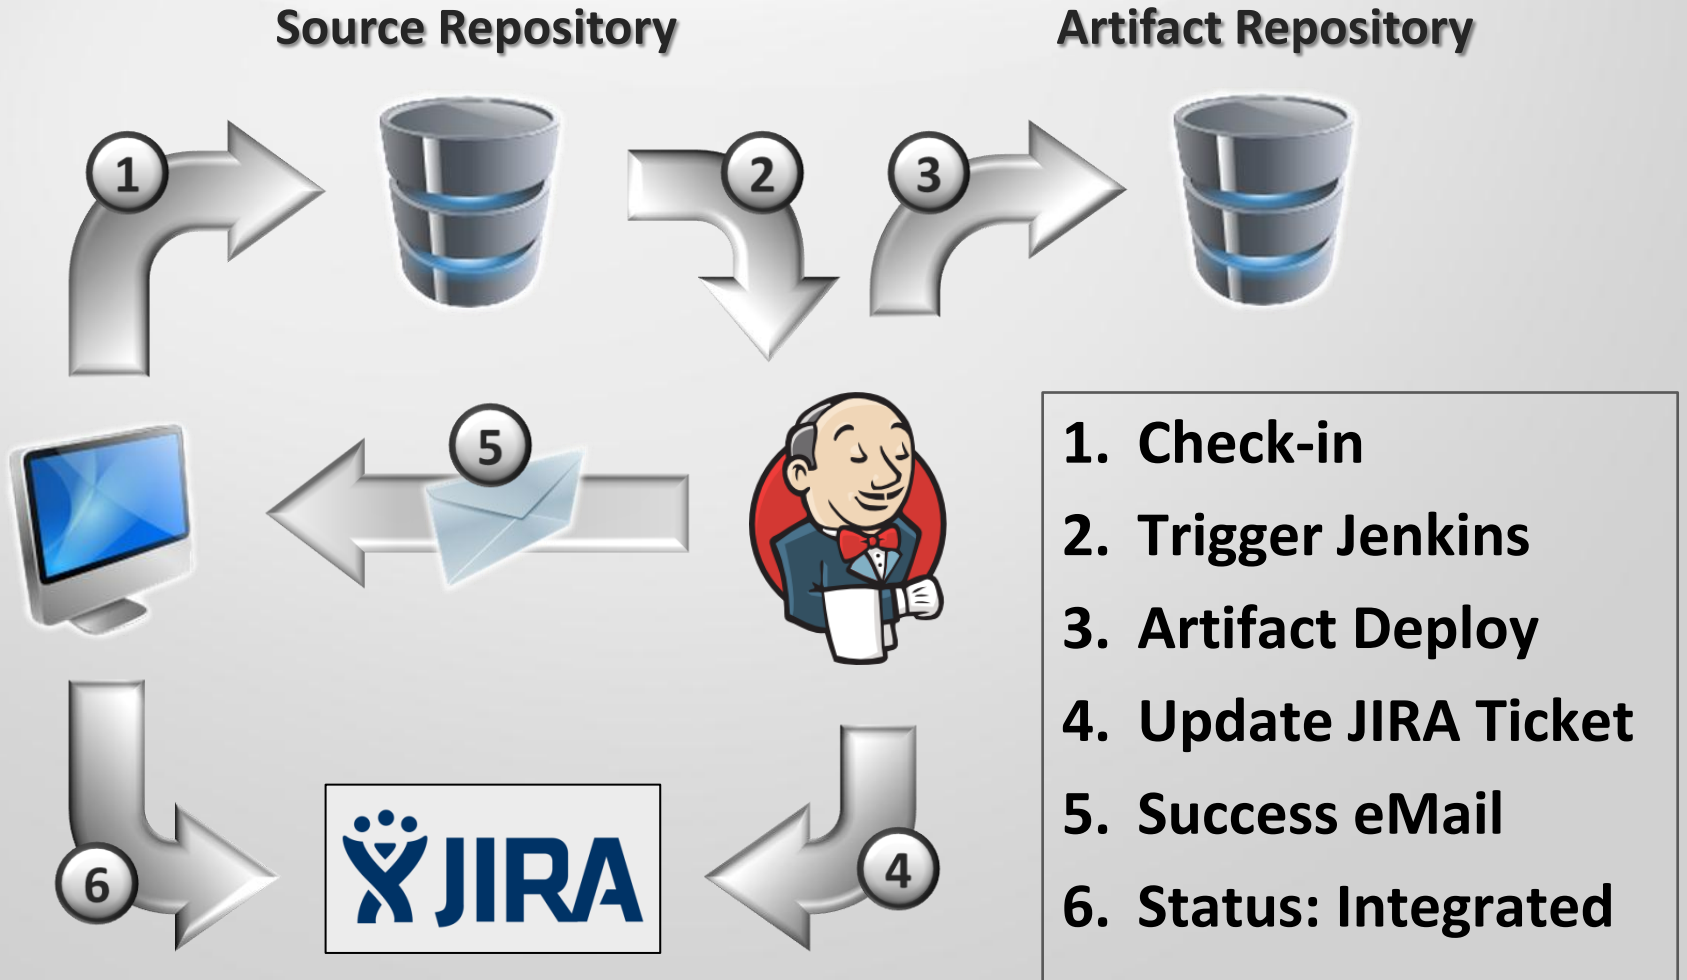 Source Repository
Artifact Repository
1
2
3
5
1. Check-in
2. Trigger Jenkins
3. Artifact Deploy
4. Update JIRA Ticket
5. Success eMail
6. Status: Integrated
6
JIRA
4